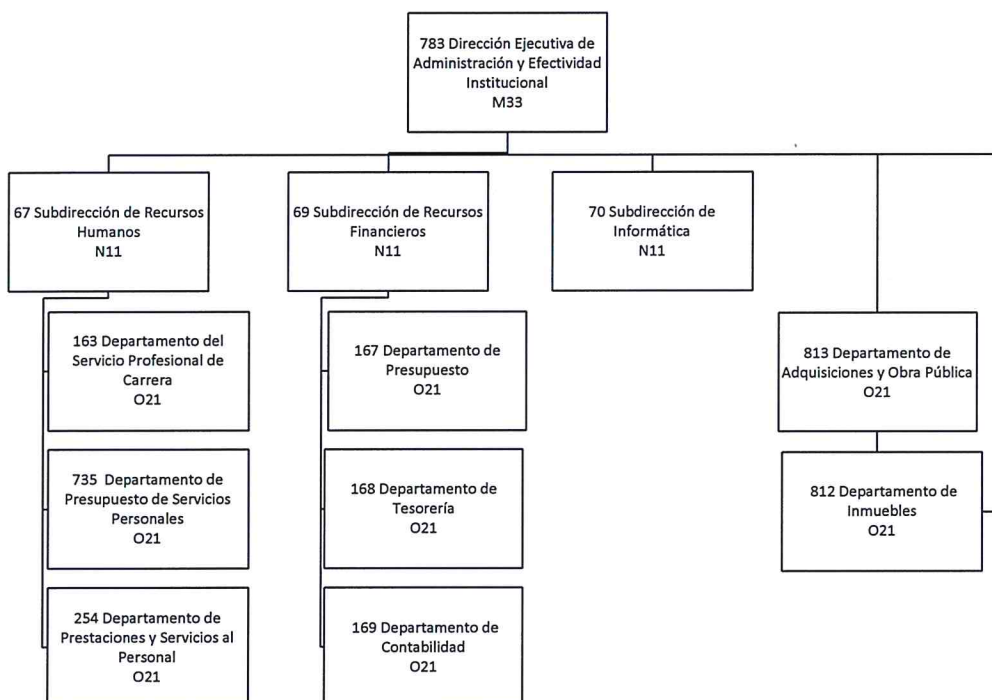 783 Dirección Ejecutiva de
Administración y Efectividad
Institucional
M33
67 Subdirección de Recursos
Humanos
N11
69 Subdirección de Recursos
Financieros
N11
70 Subdirección de
Informática
N11
163 Departamento del
Servicio Profesional de
Carrera
O21
167 Departamento de
Presupuesto
O21
813 Departamento de
Adquisiciones y Obra Pública
O21
735 Departamento de
Presupuesto de Servicios
Personales
O21
168 Departamento de
Tesorería
O21
812 Departamento de
Inmuebles
O21
254 Departamento de
Prestaciones y Servicios al
Personal
O21
169 Departamento de
Contabilidad
O21